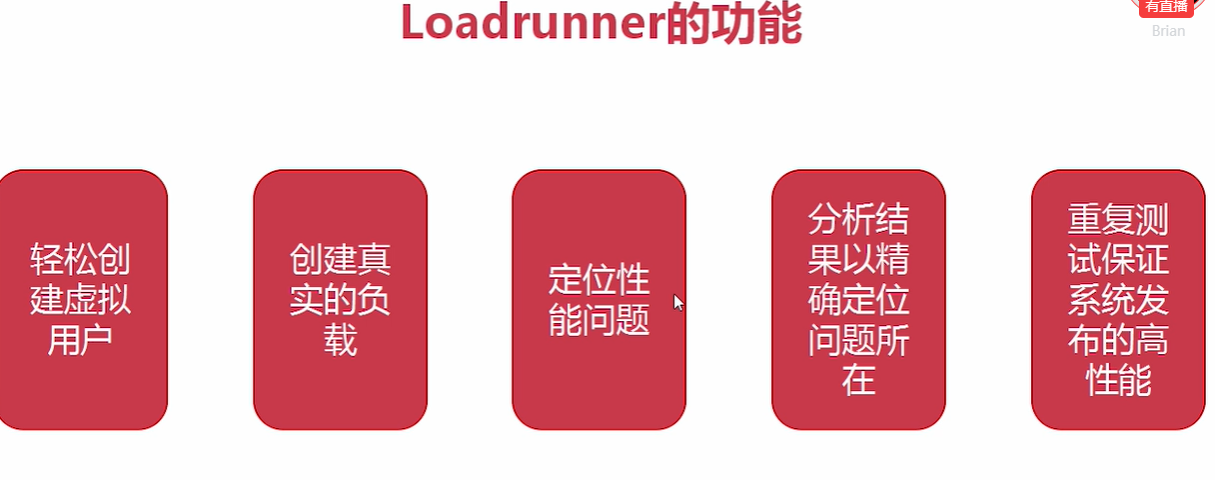 Loadrunner的功能
有直播
Brian
轻松创
建虚拟
用户
创建真
实的负
载
定位性
能问题
分析结
果以精
确定位
问题所
在
重复测
试保证
系统发
布的高
性能